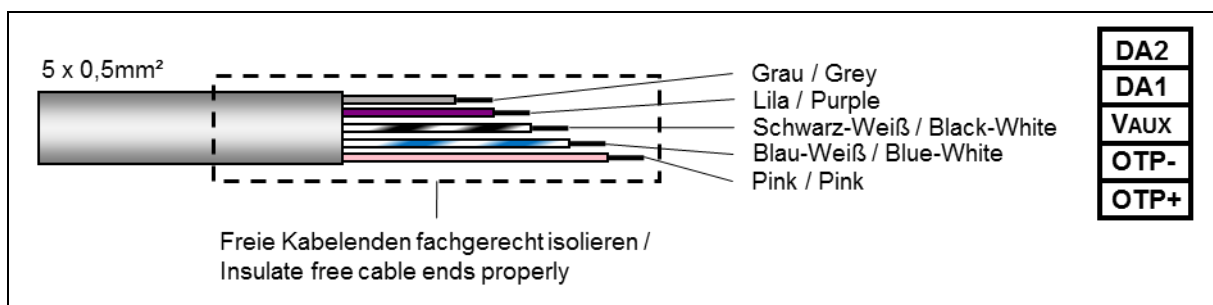 5 x 0,5mm²
Grau / Grey
Lila / Purple
Schwarz-Weiß / Black-White
Blau-Weiß / Blue-White
Pink / Pink
Freie Kabelenden fachgerecht isolieren /
Insulate free cable ends properly
DA2
DA1
VAUX
OTP-
OTP+